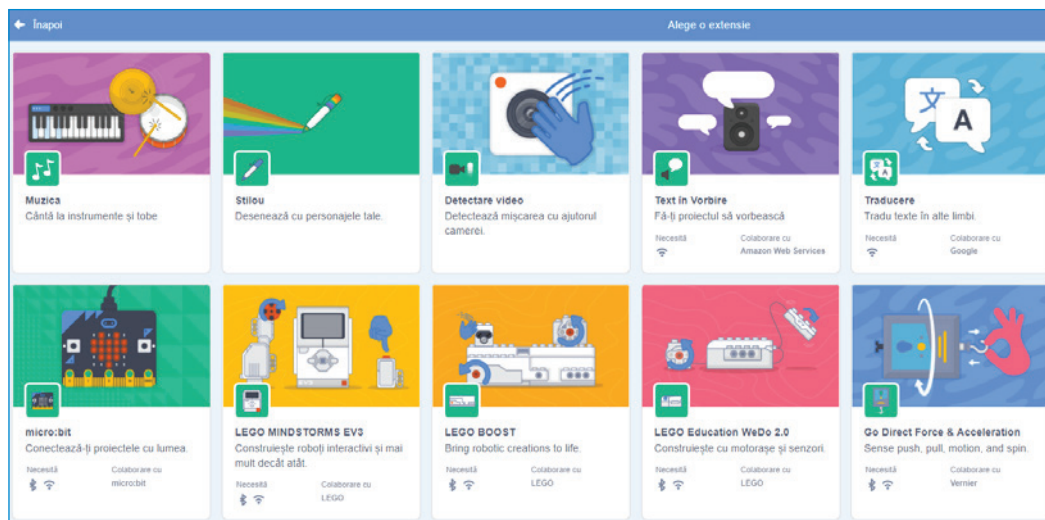 Înapoi
Alege o extensie
Muzica
Cântă la instrumente și tobe
Stilou
Desenează cu personajele tale.
Detectare video
Detectează mișcarea cu ajutorul
camerei.
Text în Vorbire
Fă-ți proiectul să vorbească
Necesită
Colaborare cu
Amazon Web Services
Traducere
Tradu texte în alte limbi.
Necesită
Colaborare cu
Google
文
A
micro:bit
Conectează-ți proiectele cu lumea.
Necesită
Colaborare cu
micro:bit
LEGO MINDSTORMS EV3
Construiește roboți interactivi și mai
mult decât atât.
Necesită
Colaborare cu
LEGO
LEGO BOOST
Bring robotic creations to life.
Necesită
Colaborare cu
LEGO
LEGO Education WeDo 2.0
Construiește cu motorașe și senzori.
Necesită
Colaborare cu
LEGO
Go Direct Force & Acceleration
Sense push, pull, motion, and spin.
Necesită
Colaborare cu
Vernier